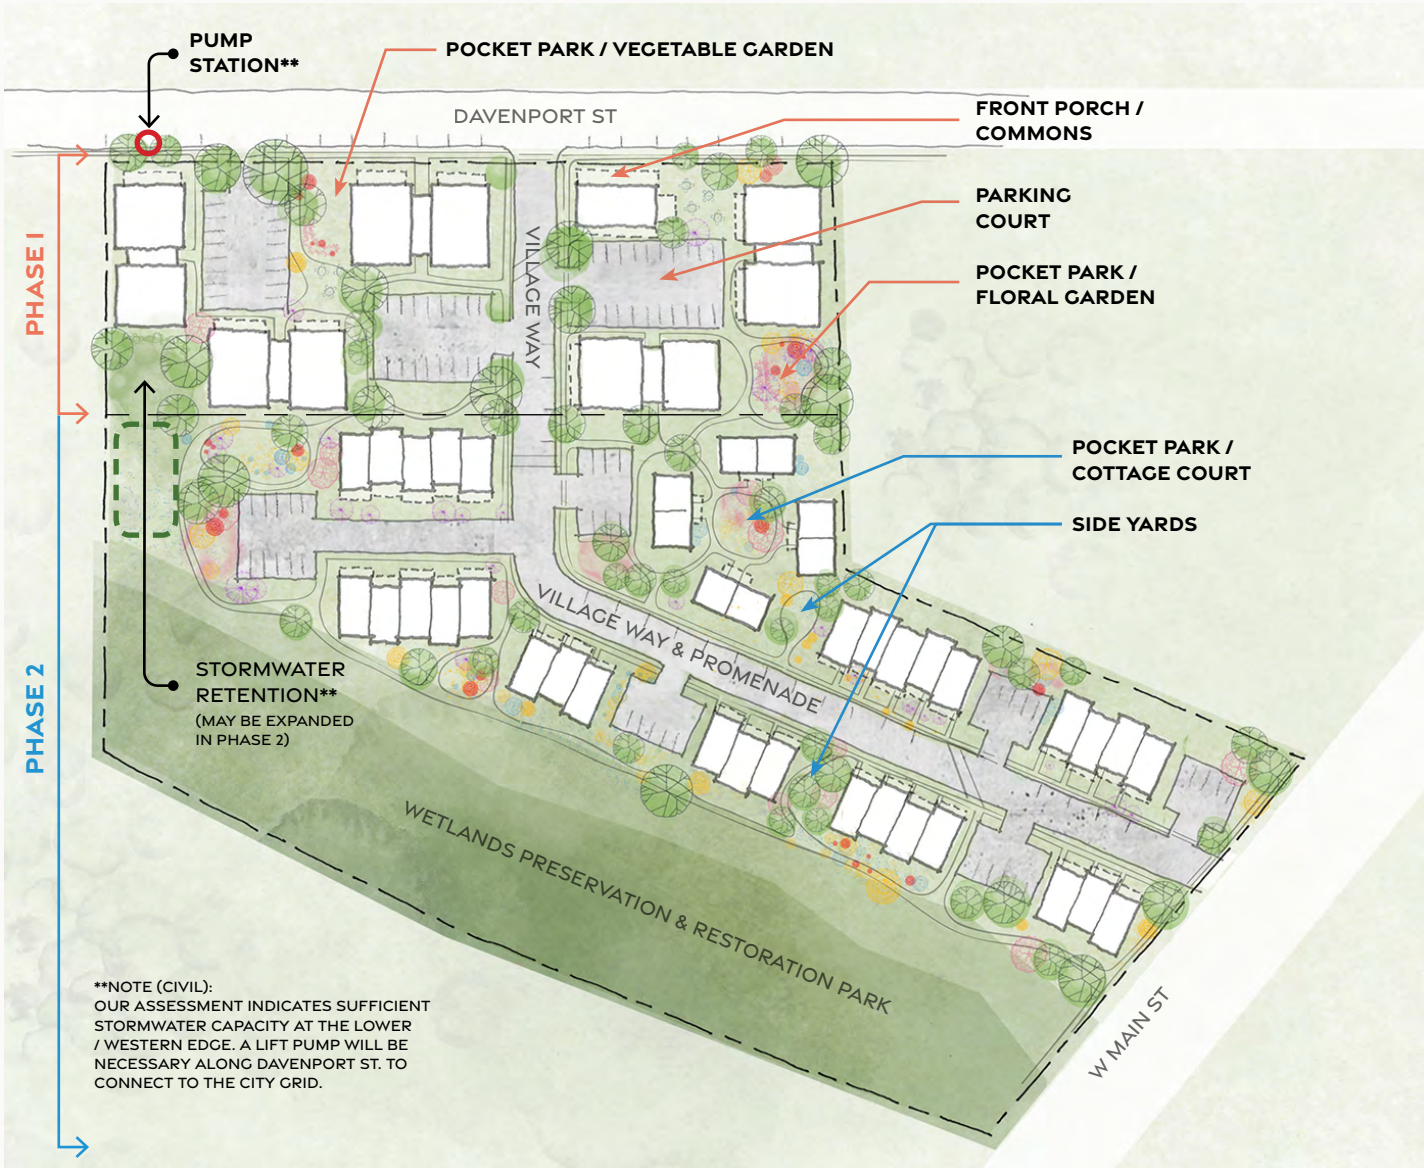 PUMP
STATION**
POCKET PARK / VEGETABLE GARDEN
DAVENPORT ST
FRONT PORCH /
COMMONS
PARKING
COURT
POCKET PARK /
FLORAL GARDEN
PHASE 1
VILLAGE WAY
POCKET PARK /
COTTAGE COURT
SIDE YARDS
VILLAGE WAY & PROMENADE
STORMWATER
RETENTION**
(MAY BE EXPANDED
IN PHASE 2)
PHASE 2
WETLANDS PRESERVATION & RESTORATION PARK
**NOTE (CIVIL):
OUR ASSESSMENT INDICATES SUFFICIENT
STORMWATER CAPACITY AT THE LOWER
/ WESTERN EDGE. A LIFT PUMP WILL BE
NECESSARY ALONG DAVENPORT ST. TO
CONNECT TO THE CITY GRID.
W MAIN ST